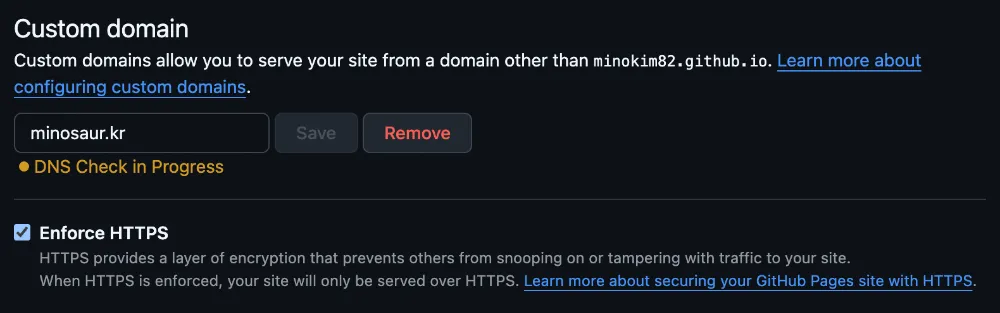 Custom domain
Custom domains allow you to serve your site from a domain other than minokim82.github.io. Learn more about
configuring custom domains.
minosaur.kr Save Remove
DNS Check in Progress
Enforce HTTPS
HTTPS provides a layer of encryption that prevents others from snooping on or tampering with traffic to your site.
When HTTPS is enforced, your site will only be served over HTTPS. Learn more about securing your GitHub Pages site with HTTPS.